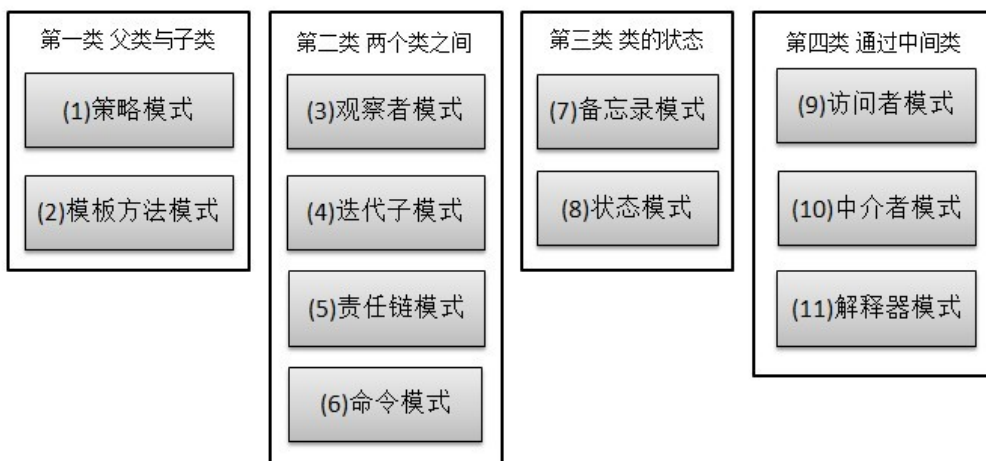 第一类 父类与子类
(1)策略模式
(2)模板方法模式
第二类 两个类之间
(3)观察者模式
(4)迭代子模式
(5)责任链模式
(6)命令模式
第三类 类的状态
(7)备忘录模式
(8)状态模式
第四类 通过中间类
(9)访问者模式
(10)中介者模式
(11)解释器模式